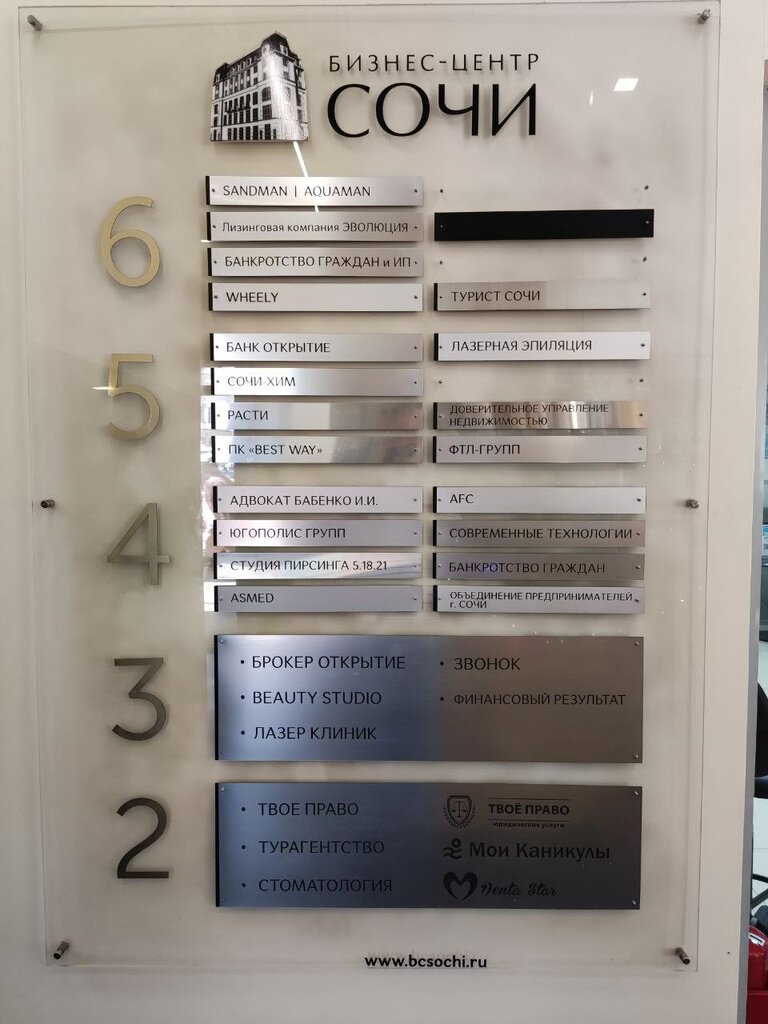 БИЗНЕС-ЦЕНТР
СОЧИ
6
SANDMAN | AQUAMAN
Лизинговая компания ЭВОЛЮЦИЯ
БАНКРОТСТВО ГРАЖДАН и ИП
WHEELY
ТУРИСТ СОЧИ
5
БАНК ОТКРЫТИЕ
ЛАЗЕРНАЯ ЭПИЛЯЦИЯ
СОЧИ-ХИМ
РАСТИ
ДОВЕРИТЕЛЬНОЕ УПРАВЛЕНИЕ
НЕДВИЖИМОСТЬЮ
ПК «BEST WAY»
ФТЛ-ГРУПП
4
АДВОКАТ БАБЕНКО И.И.
AFC
ЮГОПОЛИС ГРУПП
СОВРЕМЕННЫЕ ТЕХНОЛОГИИ
СТУДИЯ ПИРСИНГА 5.18.21
БАНКРОТСТВО ГРАЖДАН
ASMED
ОБЪЕДИНЕНИЕ ПРЕДПРИНИМАТЕЛЕЙ
г. СОЧИ
3
• БРОКЕР ОТКРЫТИЕ
• ЗВОНОК
• BEAUTY STUDIO
• ФИНАНСОВЫЙ РЕЗУЛЬТАТ
• ЛАЗЕР КЛИНИК
2
• ТВОЕ ПРАВО
ТВОЁ ПРАВО
юридические услуги
• ТУРАГЕНТСТВО
Мои Каникулы
• СТОМАТОЛОГИЯ
Denta Star
www.bcsochi.ru